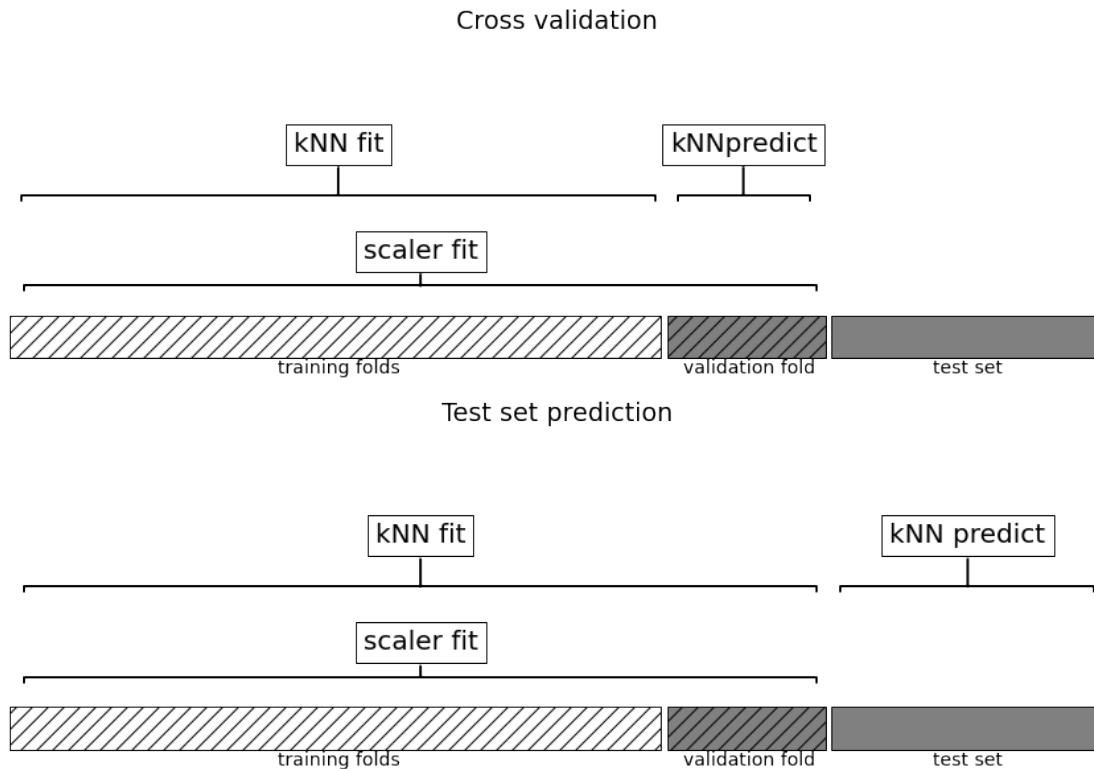 Cross validation
kNN fit
kNNpredict
scaler fit
training folds
validation fold
test set
Test set prediction
kNN fit
kNN predict
scaler fit
training folds
validation fold
test set